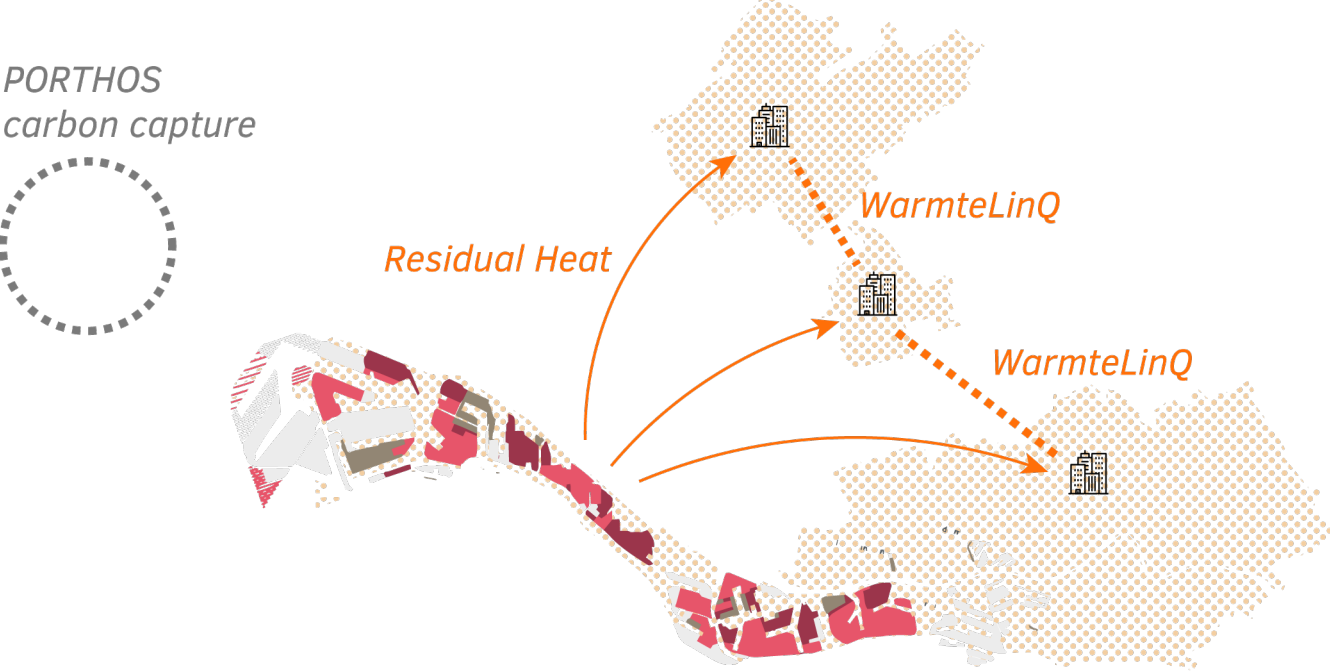 PORTHOS
carbon capture
WarmteLinQ
Residual Heat
WarmteLinQ